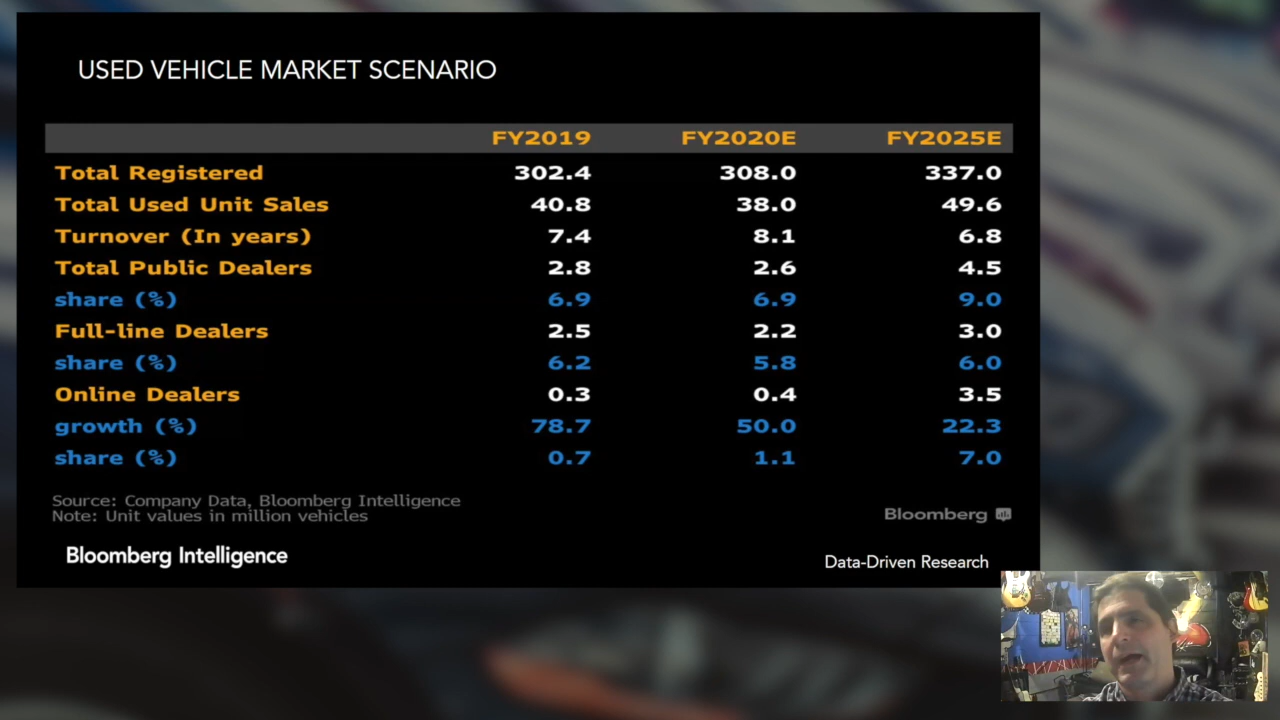 USED VEHICLE MARKET SCENARIO
FY2019 FY2020E FY2025E
Total Registered 302.4 308.0 337.0
Total Used Unit Sales 40.8 38.0 49.6
Turnover (In years) 7.4 8.1 6.8
Total Public Dealers 2.8 2.6 4.5
share (%) 6.9 6.9 9.0
Full-line Dealers 2.5 2.2 3.0
share (%) 6.2 5.8 6.0
Online Dealers 0.3 0.4 3.5
growth (%) 78.7 50.0 22.3
share (%) 0.7 1.1 7.0
Source: Company Data, Bloomberg Intelligence
Note: Unit values in million vehicles
Bloomberg
Bloomberg Intelligence
Data-Driven Research